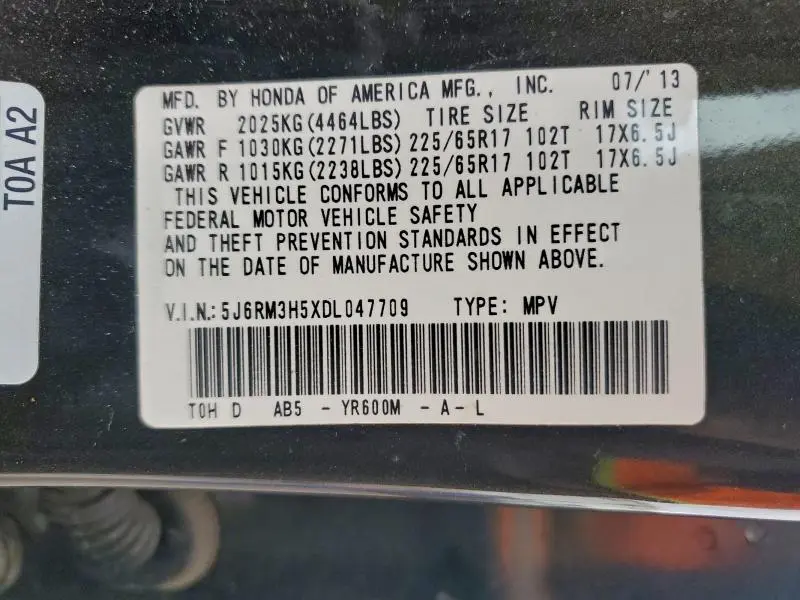 MFD. BY HONDA OF AMERICA MFG., INC. 07/'13
GVWR 2025KG(4464LBS) TIRE SIZE RIM SIZE
GAWR F 1030KG(2271LBS) 225/65R17 102T 17X6.5J
GAWR R 1015KG(2238LBS) 225/65R17 102T 17X6.5J
THIS VEHICLE CONFORMS TO ALL APPLICABLE
FEDERAL MOTOR VEHICLE SAFETY
AND THEFT PREVENTION STANDARDS IN EFFECT
ON THE DATE OF MANUFACTURE SHOWN ABOVE.
V.I.N.: 5J6RM3H5XDL047709 TYPE: MPV
TOH D AB5 - YR600M - A - L
TOA A2